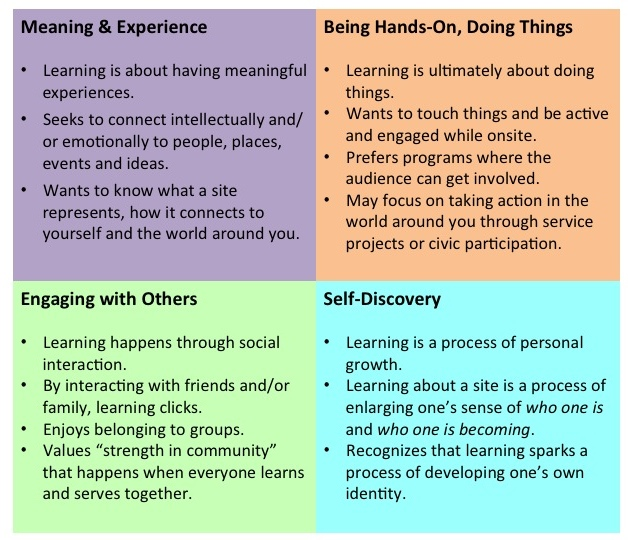 Meaning & Experience
• Learning is about having meaningful
experiences.
• Seeks to connect intellectually and/
or emotionally to people, places,
events and ideas.
• Wants to know what a site
represents, how it connects to
yourself and the world around you.
Being Hands-On, Doing Things
• Learning is ultimately about doing
things.
• Wants to touch things and be active
and engaged while onsite.
• Prefers programs where the
audience can get involved.
• May focus on taking action in the
world around you through service
projects or civic participation.
Engaging with Others
• Learning happens through social
interaction.
• By interacting with friends and/or
family, learning clicks.
• Enjoys belonging to groups.
• Values “strength in community”
that happens when everyone learns
and serves together.
Self-Discovery
• Learning is a process of personal
growth.
• Learning about a site is a process of
enlarging one’s sense of who one is
and who one is becoming.
• Recognizes that learning sparks a
process of developing one’s own
identity.